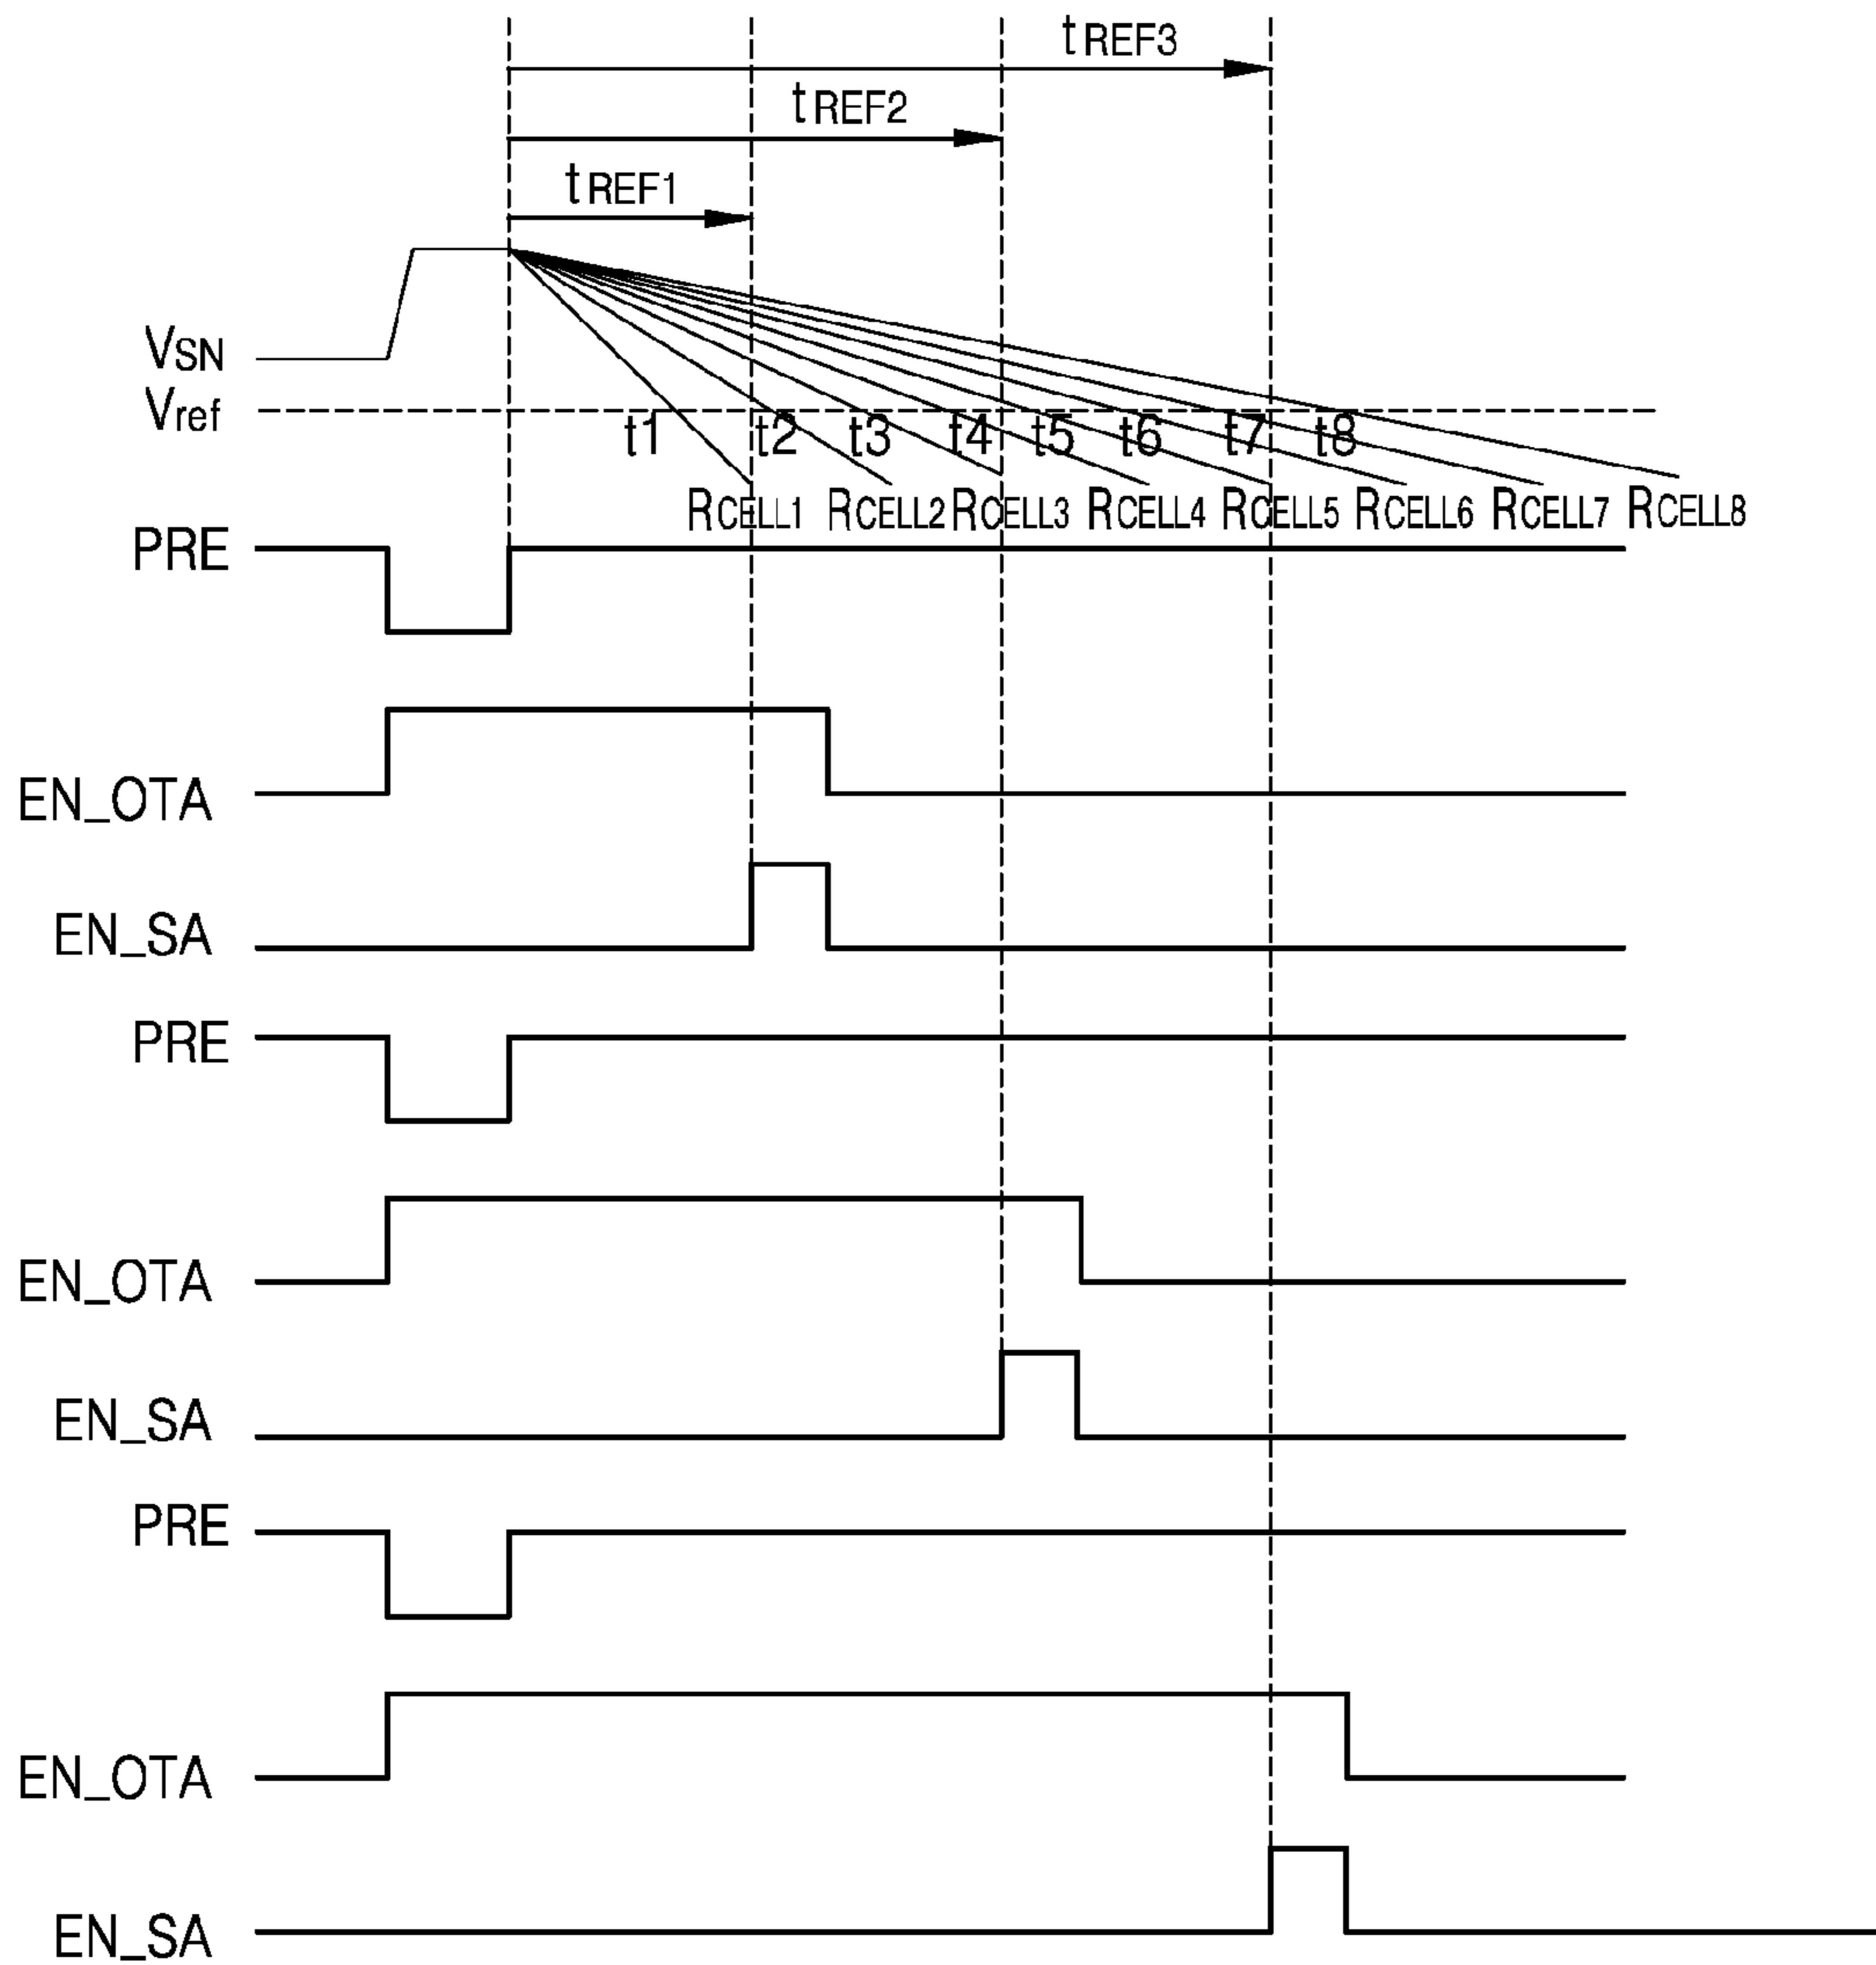 tREF3
tREF2
tREF1
VSN
Vref
t1 t2 t3 t4 t5 t6 t7 t8
RCELL1 RCELL2 RCELL3 RCELL4 RCELL5 RCELL6 RCELL7 RCELL8
PRE
EN_OTA
EN_SA
PRE
EN_OTA
EN_SA
PRE
EN_OTA
EN_SA